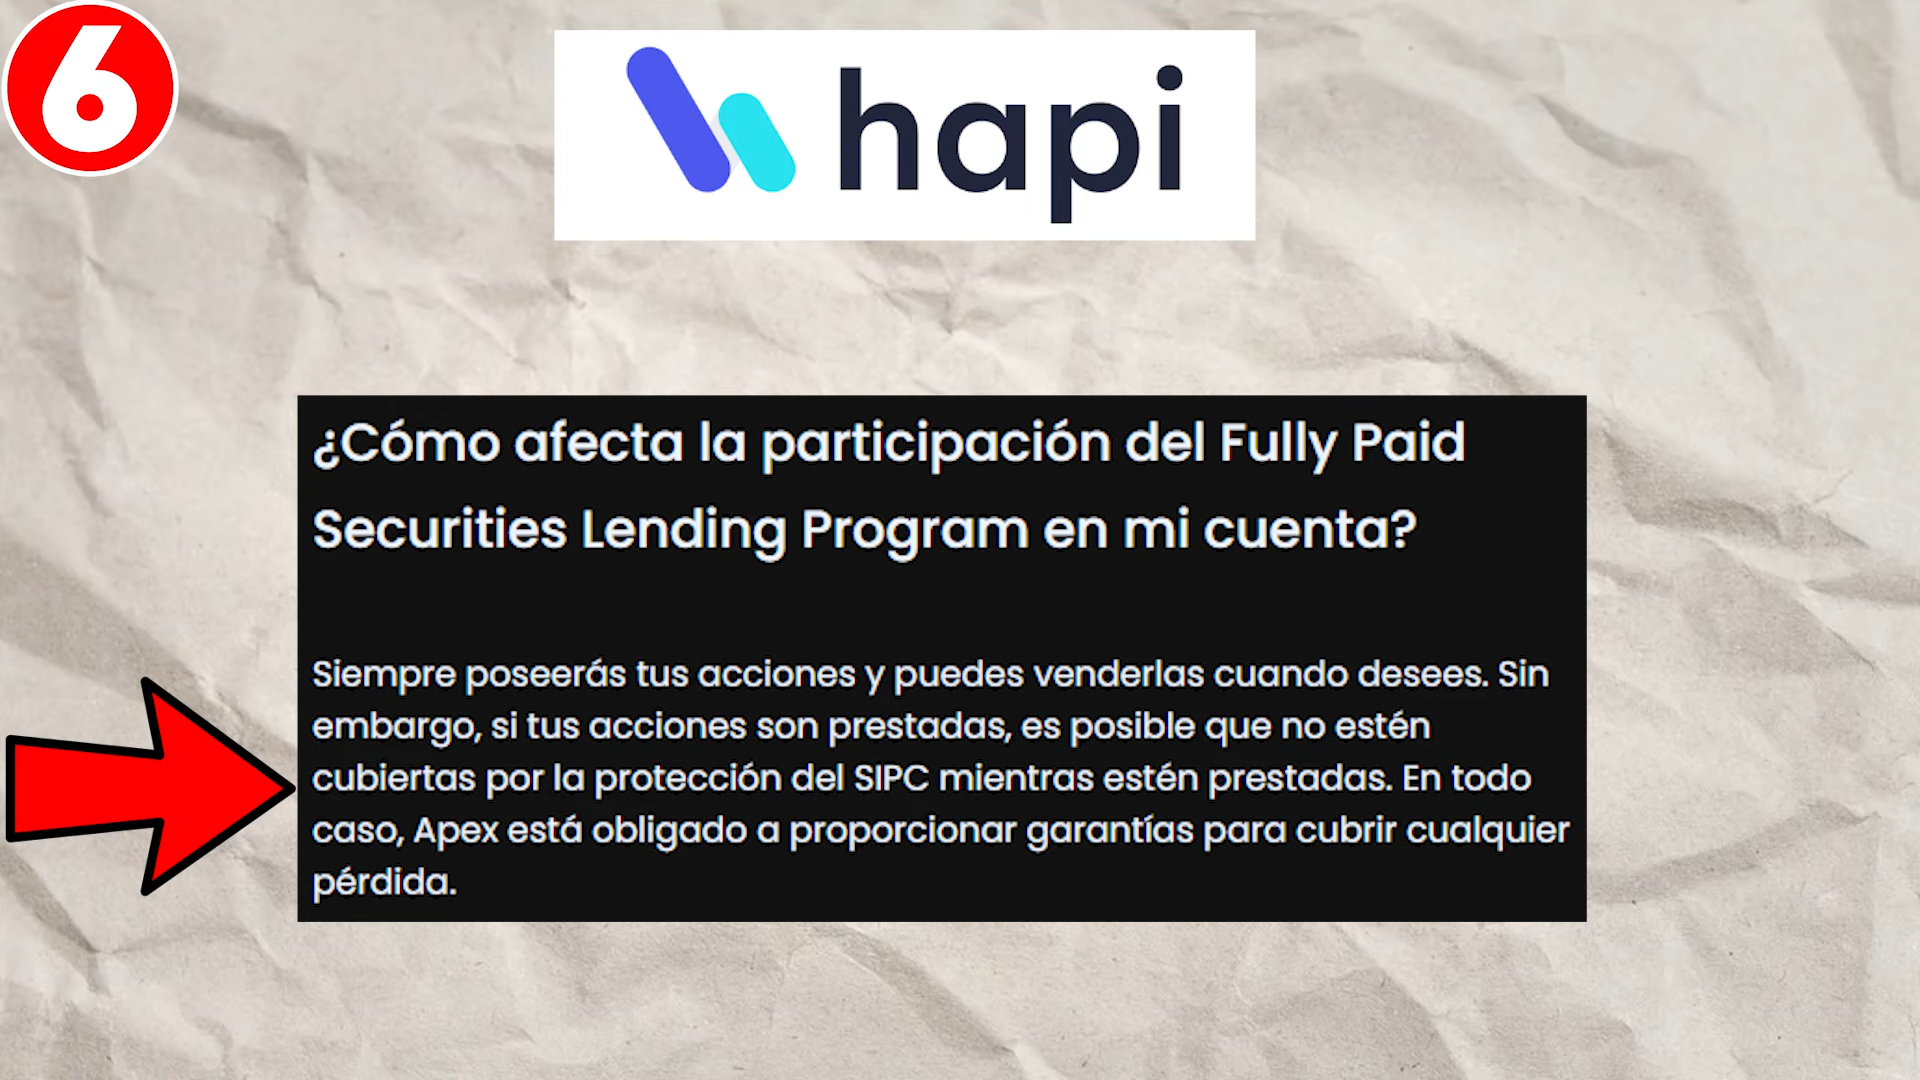 6
hapi
¿Cómo afecta la participación del Fully Paid
Securities Lending Program en mi cuenta?
Siempre poseerás tus acciones y puedes venderlas cuando desees. Sin
embargo, si tus acciones son prestadas, es posible que no estén
cubiertas por la protección del SIPC mientras estén prestadas. En todo
caso, Apex está obligado a proporcionar garantías para cubrir cualquier
pérdida.